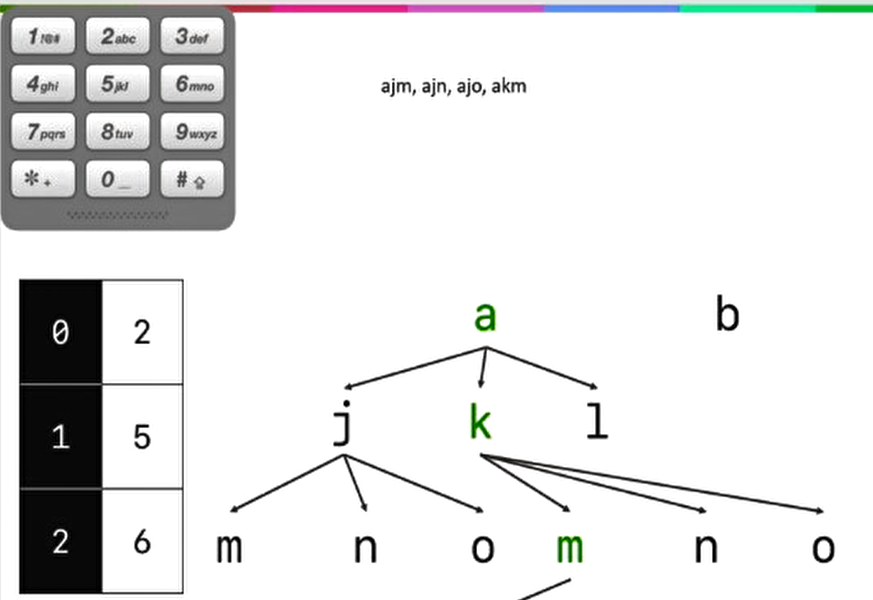 1!@# 2abc 3def
4ghi 5jkl 6mno
7pqrs 8tuv 9wxyz
*+ 0_ #
ajm, ajn, ajo, akm
0 2
1 5
2 6
a b
j k l
m n o m n o